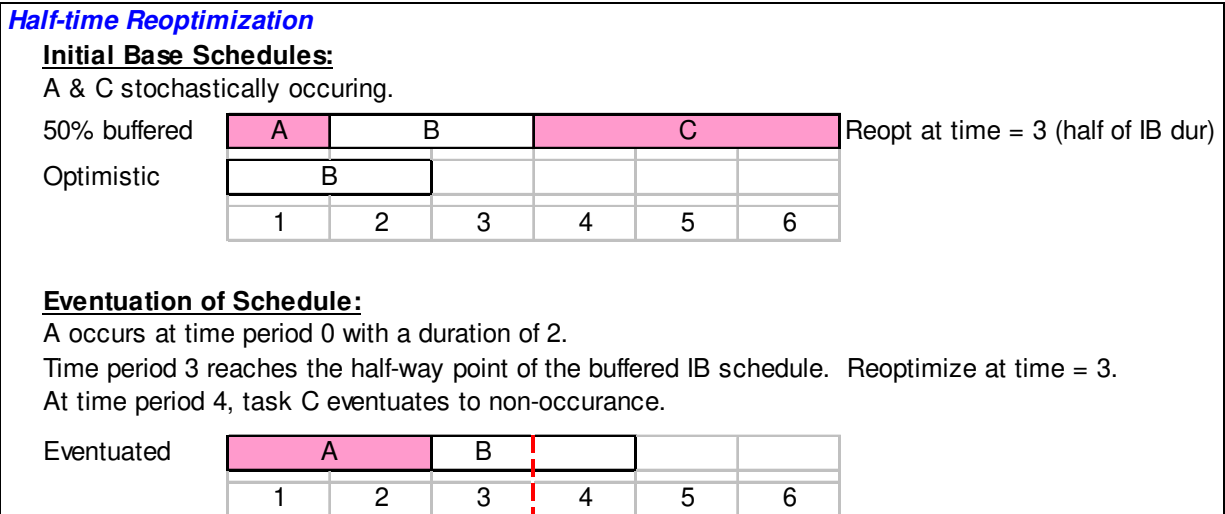 Half-time Reoptimization
Initial Base Schedules:
A & C stochastically occuring.
50% buffered A B C Reopt at time = 3 (half of IB dur)
Optimistic B
1 2 3 4 5 6
Eventuation of Schedule:
A occurs at time period 0 with a duration of 2.
Time period 3 reaches the half-way point of the buffered IB schedule. Reoptimize at time = 3.
At time period 4, task C eventuates to non-occurance.
Eventuated A B
1 2 3 4 5 6